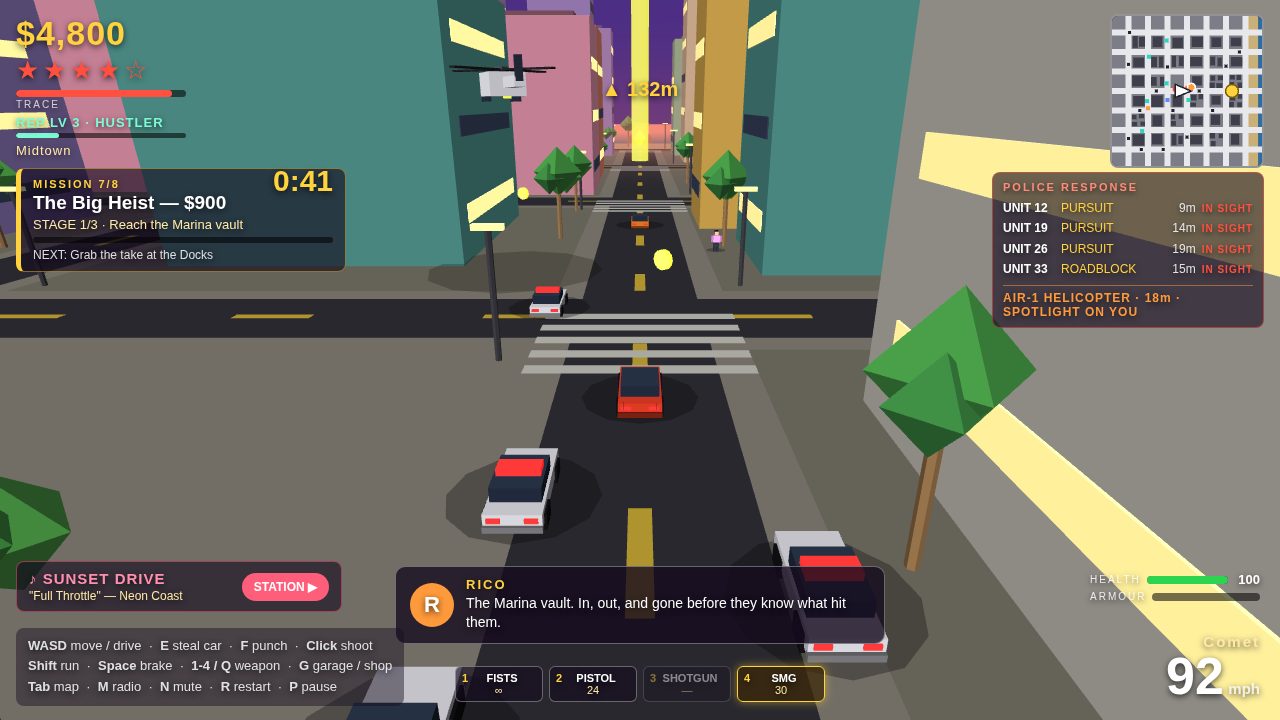 $4,800
★★★★☆
TRACE
REP LV 3 · HUSTLER
Midtown
MISSION 7/8
0:41
The Big Heist — $900
STAGE 1/3 · Reach the Marina vault
NEXT: Grab the take at the Docks
▲ 132m
POLICE RESPONSE
UNIT 12 PURSUIT 9m IN SIGHT
UNIT 19 PURSUIT 14m IN SIGHT
UNIT 26 PURSUIT 19m IN SIGHT
UNIT 33 ROADBLOCK 15m IN SIGHT
AIR-1 HELICOPTER · 18m ·
SPOTLIGHT ON YOU
♪ SUNSET DRIVE
"Full Throttle" — Neon Coast
STATION ▶
WASD move / drive · E steal car · F punch · Click shoot
Shift run · Space brake · 1-4 / Q weapon · G garage / shop
Tab map · M radio · N mute · R restart · P pause
R
RICO
The Marina vault. In, out, and gone before they know what hit
them.
1 FISTS
∞
2 PISTOL
24
3 SHOTGUN
—
4 SMG
30
HEALTH 100
ARMOUR
Comet
92 mph